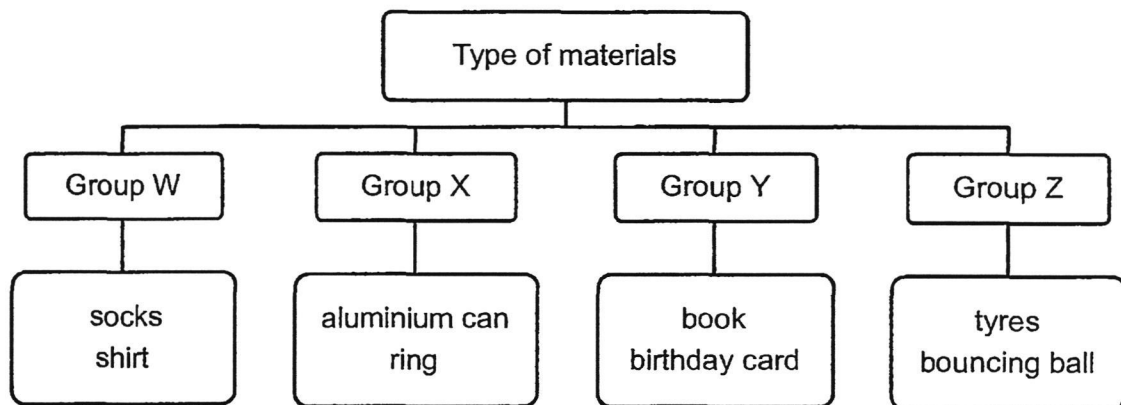 Type of materials
Group W
Group X
Group Y
Group Z
socks
shirt
aluminium can
ring
book
birthday card
tyres
bouncing ball